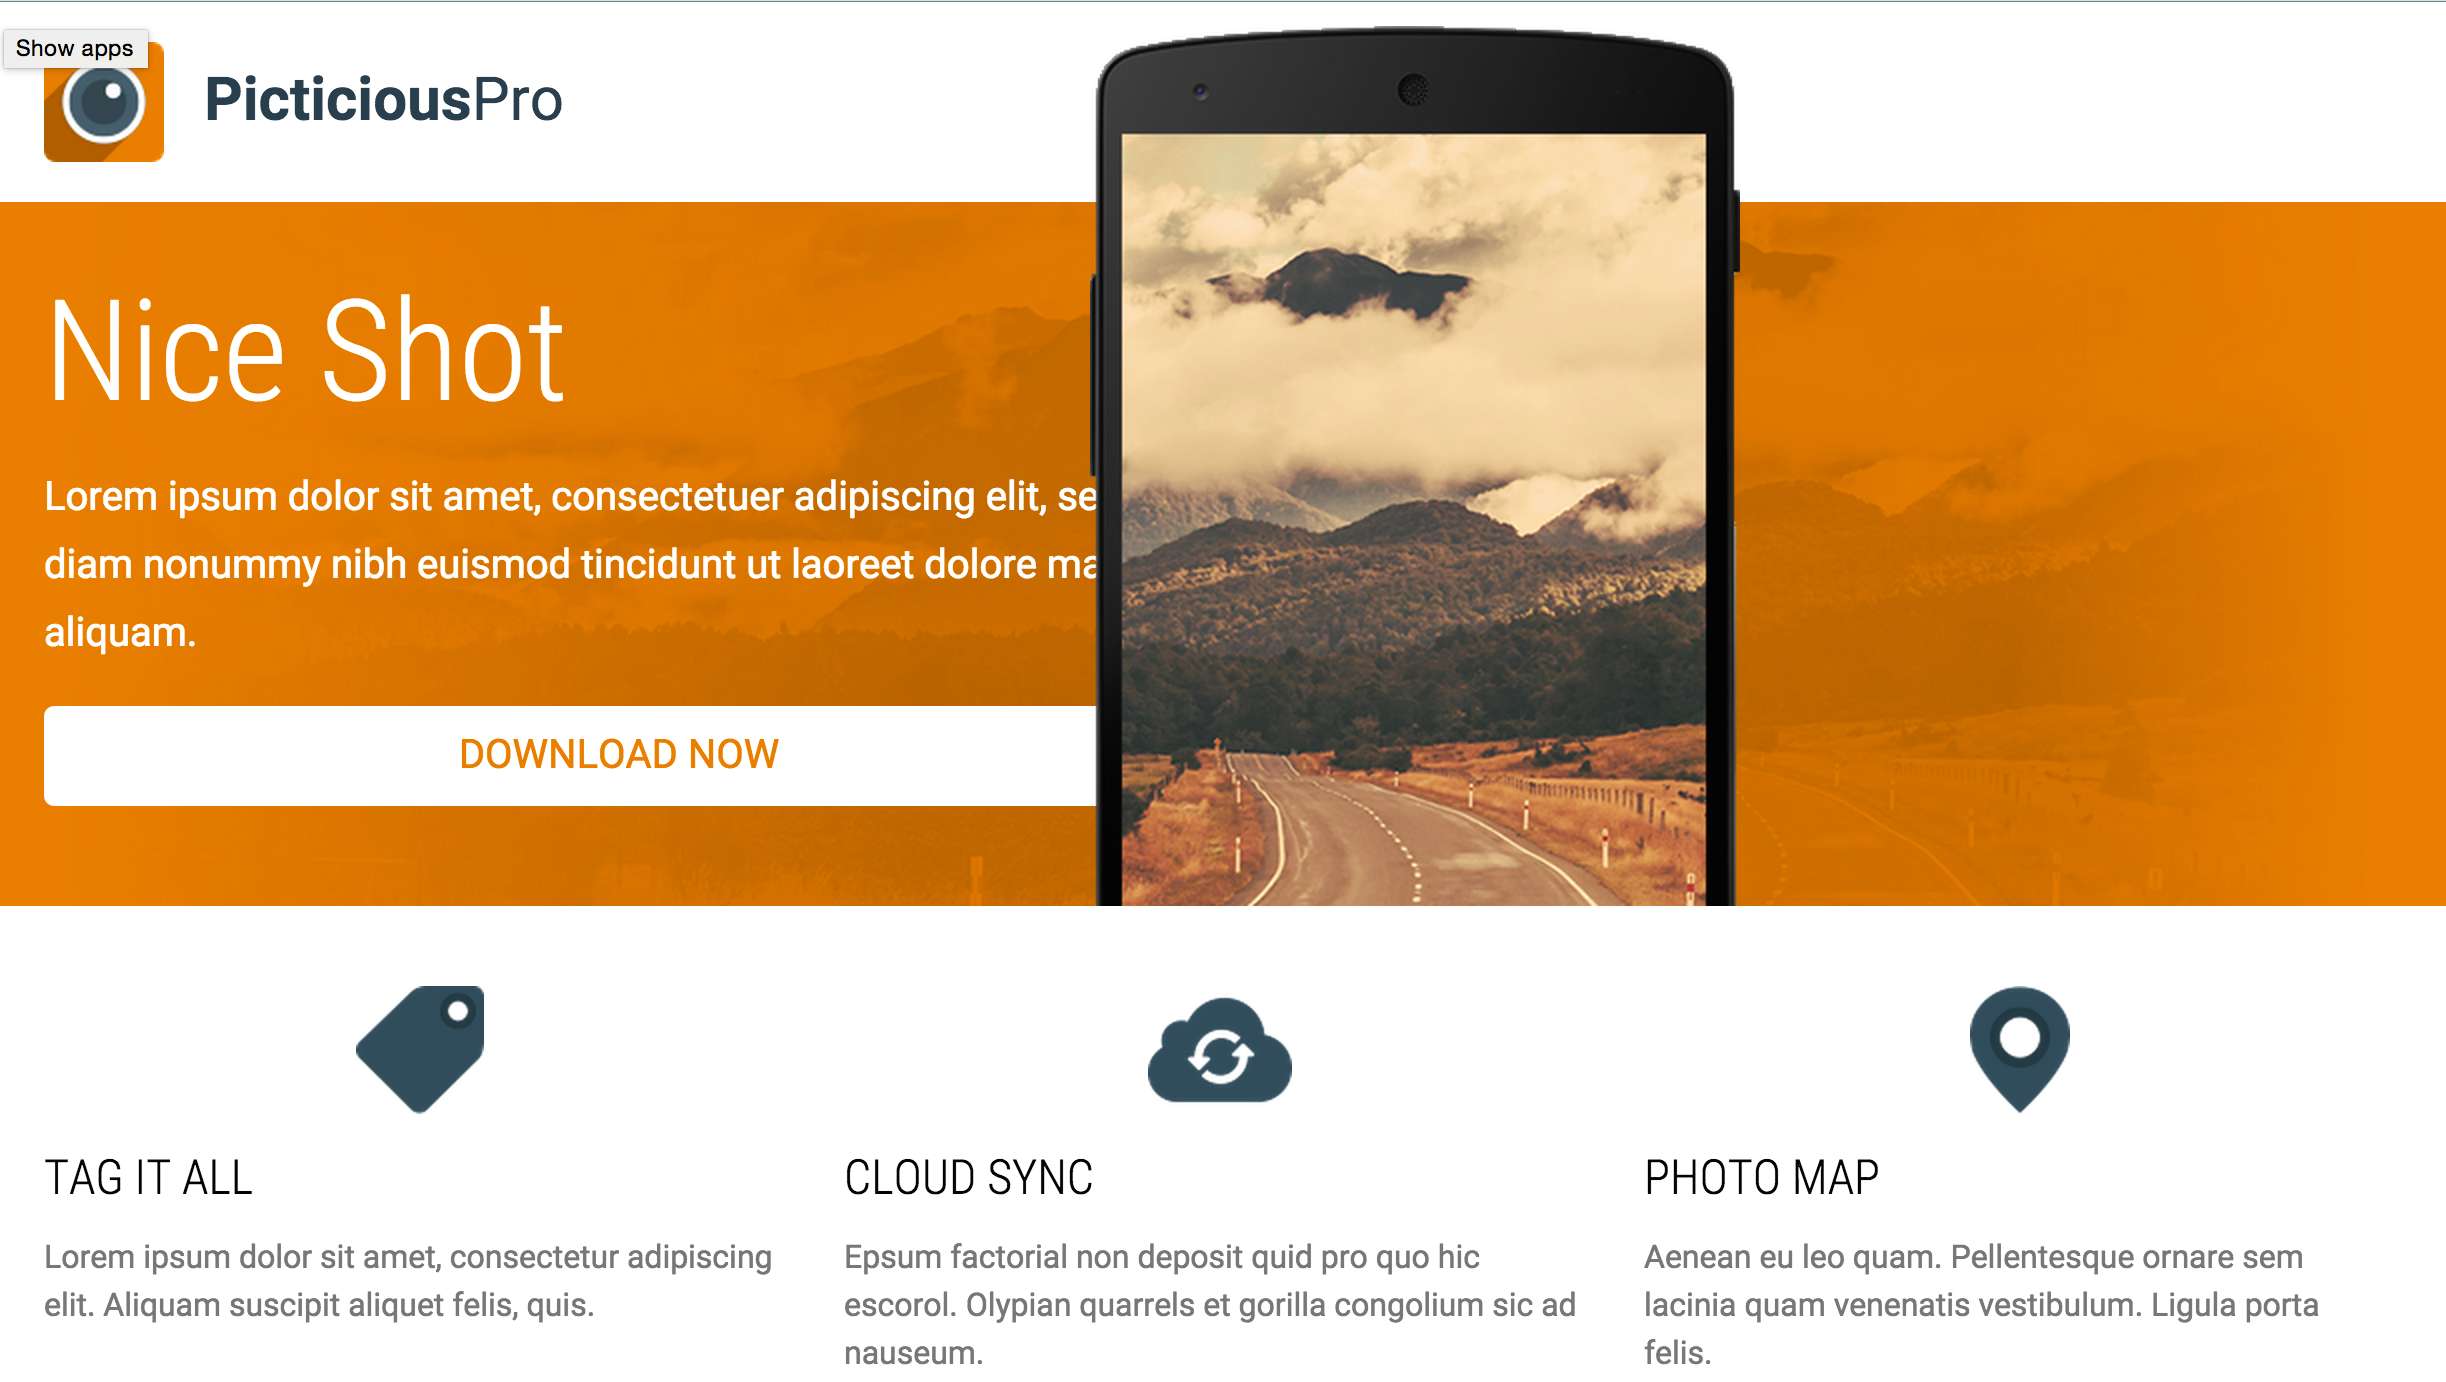 Show apps
PicticiousPro
Nice Shot
Lorem ipsum dolor sit amet, consectetuer adipiscing elit,
diam nonummy nibh euismod tincidunt ut laoreet dolore
aliquam.
DOWNLOAD NOW
TAG IT ALL
Lorem ipsum dolor sit amet, consectetur adipiscing
elit. Aliquam suscipit aliquet felis, quis.
CLOUD SYNC
Epsum factorial non deposit quid pro quo hic
escorol. Olypian quarrels et gorilla congolium sic ad
nauseum.
PHOTO MAP
Aenean eu leo quam. Pellentesque ornare sem
lacinia quam venenatis vestibulum. Ligula porta
felis.